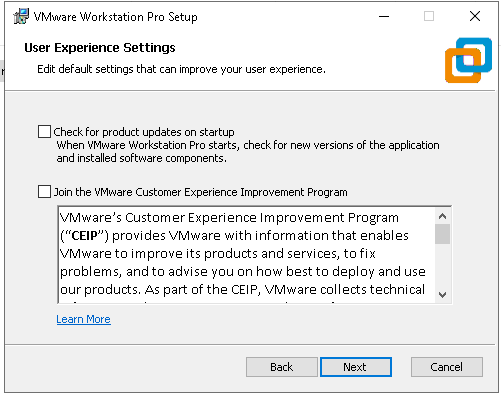 VMware Workstation Pro Setup
User Experience Settings
Edit default settings that can improve your user experience.
Check for product updates on startup
When VMware Workstation Pro starts, check for new versions of the application
and installed software components.
Join the VMware Customer Experience Improvement Program
VMware's Customer Experience Improvement Program
("CEIP") provides VMware with information that enables
VMware to improve its products and services, to fix
problems, and to advise you on how best to deploy and use
our products. As part of the CEIP, VMware collects technical
Learn More
Back
Next
Cancel